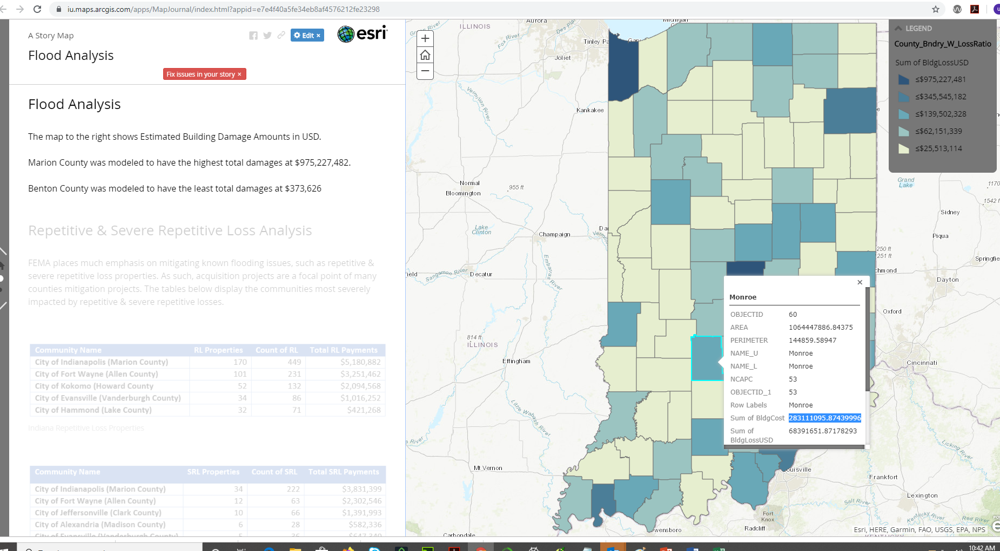 iu.maps.arcgis.com/apps/MapJournal/index.html?appid=e7e4f40a5fe34eb8af4576212fe23298
A Story Map
Edit ×
esri
Flood Analysis
Fix issues in your story ×
Flood Analysis
The map to the right shows Estimated Building Damage Amounts in USD.
Marion County was modeled to have the highest total damages at $975,227,482.
Benton County was modeled to have the least total damages at $373,626
Repetitive & Severe Repetitive Loss Analysis
FEMA places much emphasis on mitigating known flooding issues, such as repetitive &
severe repetitive loss properties. As such, acquisition projects are a focal point of many
counties mitigation projects. The tables below display the communities most severely
impacted by repetitive & severe repetitive losses.
Community Name RL Properties Count of RL Total RL Payments
City of Indianapolis (Marion County) 170 449 $5,180,882
City of Fort Wayne (Allen County) 101 231 $3,251,462
City of Kokomo (Howard County 52 132 $2,094,568
City of Evansville (Vanderburgh County) 34 86 $1,016,252
City of Hammond (Lake County) 32 71 $421,268
Indiana Repetitive Loss Properties
Community Name SRL Properties Count of SRL Total SRL Payments
City of Indianapolis (Marion County) 34 222 $3,831,399
City of Fort Wayne (Allen County) 12 63 $2,302,546
City of Jeffersonville (Clark County) 10 66 $1,391,993
City of Alexandria (Madison County) 6 28 $582,336
City of Evansville (Vanderburgh County) 5 36 $647,340
+
−
Aurora
ILLINOIS
Fox River
Des Pla
Tinley Pa
Gary
Michigan
Joliet
Vermilion River
Kankakee
Normal
Bloomington
955 ft
Lake
Clinton
Champaign
Da
Sangamon River
Decatur
ield
Embarras River
814 ft
ILLINOIS
Effingham
Little Wabash River
River
Mt Vernon
Carbondale
LEGEND
County_Bndry_W_LossRatio
Sum of BldgLossUSD
≤$975,227,481
≤$345,545,182
≤$139,502,328
≤$62,151,339
≤$25,513,114
Grand
Lake
1170
1542 f
Sidney
Piqua
250 ft
251 ft
Springfie
chmond
Dayton
Oxford
Cincinnati
Licking River
ouisville
Frankfort
Lexington
Salt River
Fort
Knox
Kentucky River
Red River
Radcliff
wensboro
KENTUCKY
Esri, HERE, Garmin, FAO, USGS, EPA, NPS
×
Monroe
OBJECTID 60
AREA 1064447886.84375
PERIMETER 144859.58947
NAME_U Monroe
NAME_L Monroe
NCAPC 53
OBJECTID_1 53
Row Labels Monroe
Sum of BldgCost 283111095.87439996
Sum of 68391651.87178293
BldgLossUSD
10:42 AM